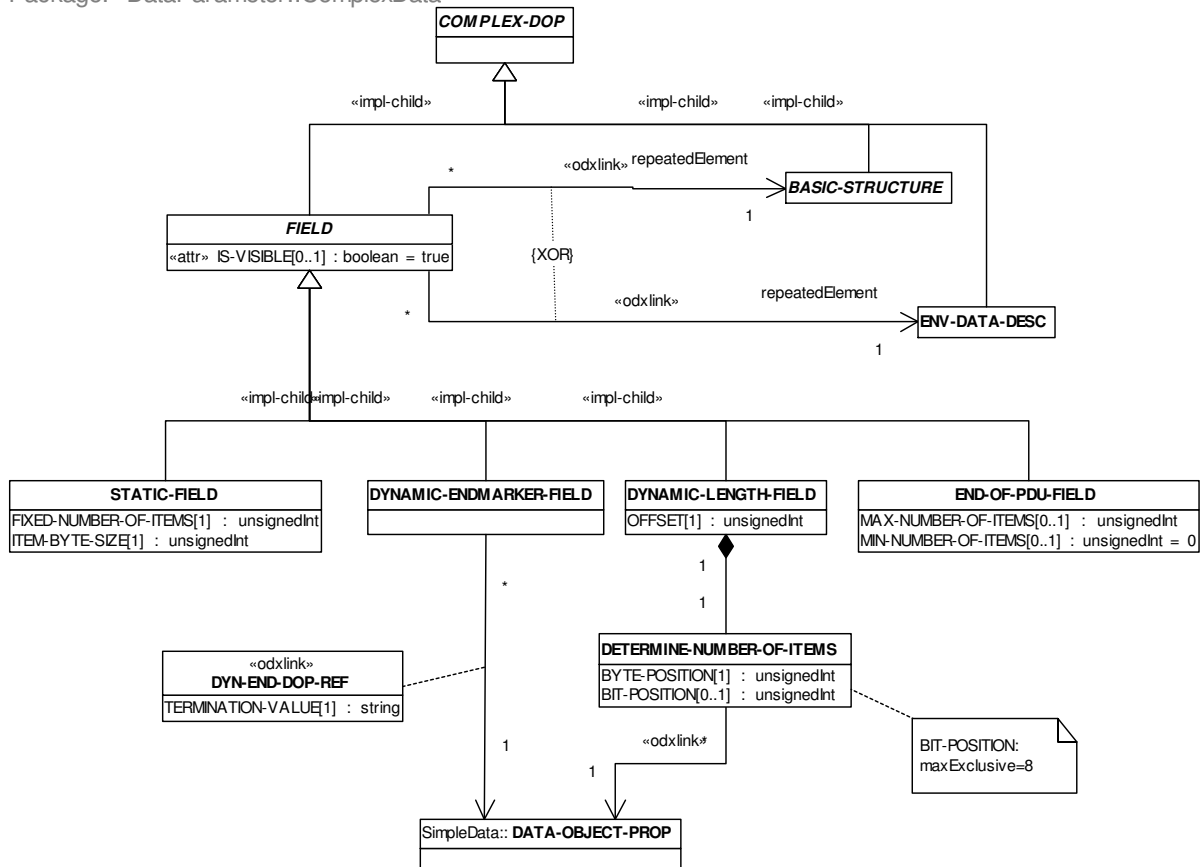 Package: DataParameter::ComplexData
COMPLEX-DOP
«impl-child»
«impl-child»
«impl-child»
«odxlink»
repeatedElement
*
BASIC-STRUCTURE
1
FIELD
«attr» IS-VISIBLE[0..1] : boolean = true
{XOR}
*
«odxlink»
repeatedElement
ENV-DATA-DESC
1
«impl-child»
«impl-child»
«impl-child»
«impl-child»
STATIC-FIELD
FIXED-NUMBER-OF-ITEMS[1] : unsignedInt
ITEM-BYTE-SIZE[1] : unsignedInt
DYNAMIC-ENDMARKER-FIELD
DYNAMIC-LENGTH-FIELD
OFFSET[1] : unsignedInt
END-OF-PDU-FIELD
MAX-NUMBER-OF-ITEMS[0..1] : unsignedInt
MIN-NUMBER-OF-ITEMS[0..1] : unsignedInt = 0
1
*
1
«odxlink»
DYN-END-DOP-REF
TERMINATION-VALUE[1] : string
DETERMINE-NUMBER-OF-ITEMS
BYTE-POSITION[1] : unsignedInt
BIT-POSITION[0..1] : unsignedInt
BIT-POSITION:
maxExclusive=8
1
«odxlink»
*
1
SimpleData:: DATA-OBJECT-PROP